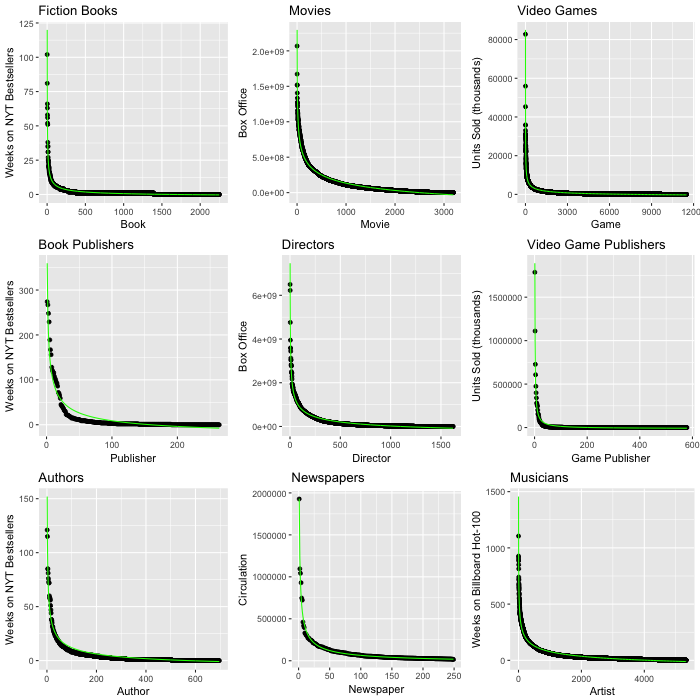 Fiction Books
Movies
Video Games
Weeks on NYT Bestsellers
125
100
75
50
25
0
0 500 1000 1500 2000
Book
Box Office
2.0e+09
1.5e+09
1.0e+09
5.0e+08
0.0e+00
0 1000 2000 3000
Movie
Units Sold (thousands)
80000
60000
40000
20000
0
0 3000 6000 9000 1200
Game
Book Publishers
Directors
Video Game Publishers
Weeks on NYT Bestsellers
300
200
100
0
0 100 200
Publisher
Box Office
6e+09
4e+09
2e+09
0e+00
0 500 1000 1500
Director
Units Sold (thousands)
1500000
1000000
500000
0
0 200 400 600
Game Publisher
Authors
Newspapers
Musicians
Weeks on NYT Bestsellers
150
100
50
0
0 200 400 600
Author
Circulation
2000000
1500000
1000000
500000
0
0 50 100 150 200 250
Newspaper
Weeks on Billboard Hot-100
1500
1000
500
0
0 2000 4000
Artist